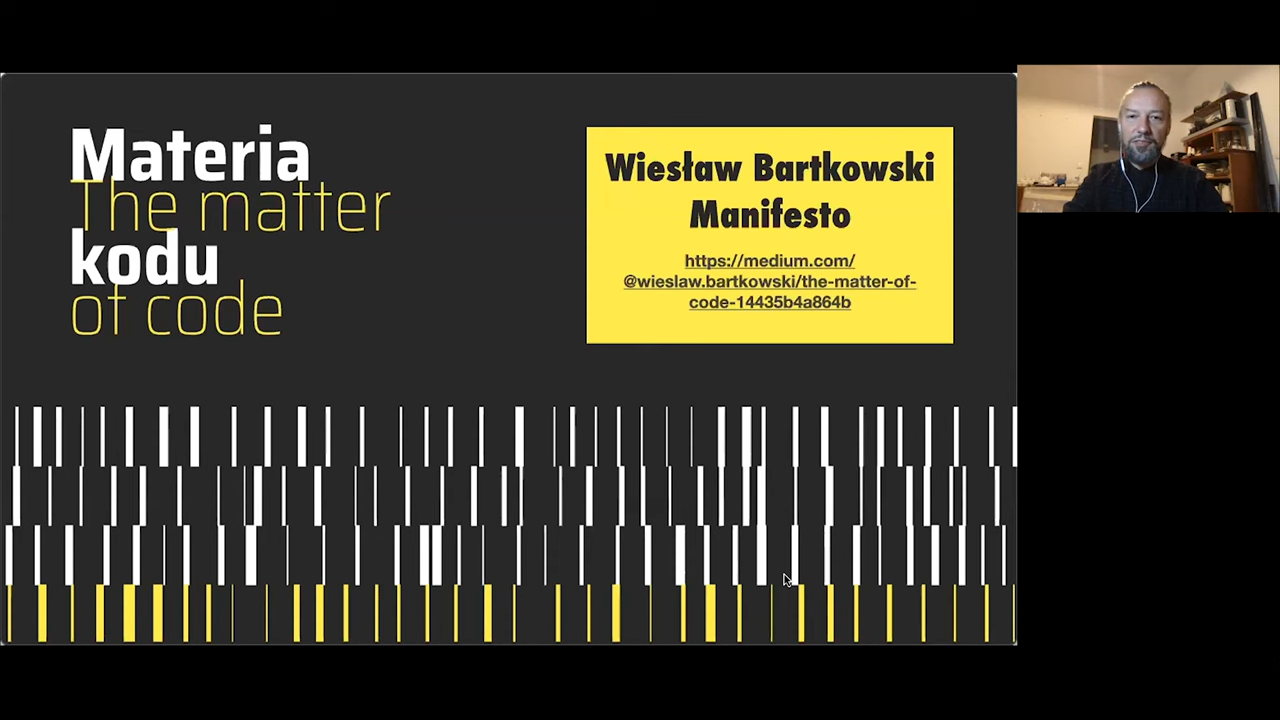 Materia
The matter
kodu
of code
Wiesław Bartkowski
Manifesto
https://medium.com/
@wieslaw.bartkowski/the-matter-of-
code-14435b4a864b